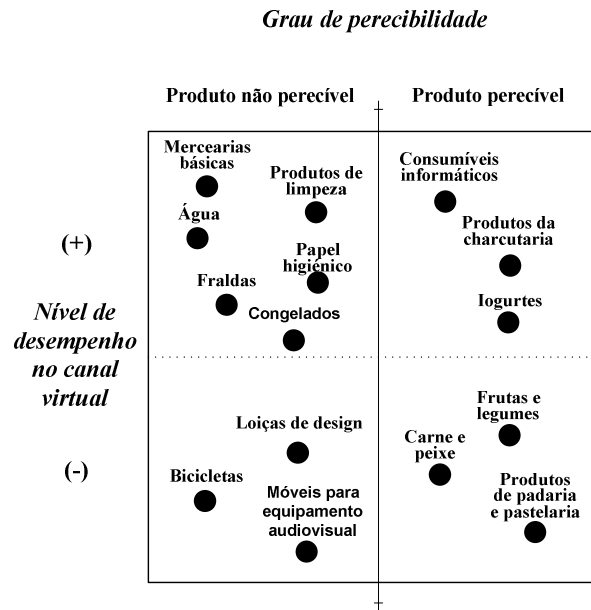 Grau de perecibilidade
Produto não perecível
Produto perecível
Mercearias
básicas
Produtos de
limpeza
Água
Papel
higiénico
Fraldas
Congelados
Consumíveis
informáticos
Produtos da
charcutaria
Iogurtes
(+)
Nível de
desempenho
no canal
virtual
(-)
Loiças de design
Bicicletas
Móveis para
equipamento
audiovisual
Frutas e
legumes
Carne e
peixe
Produtos
de padaria
e pastelaria